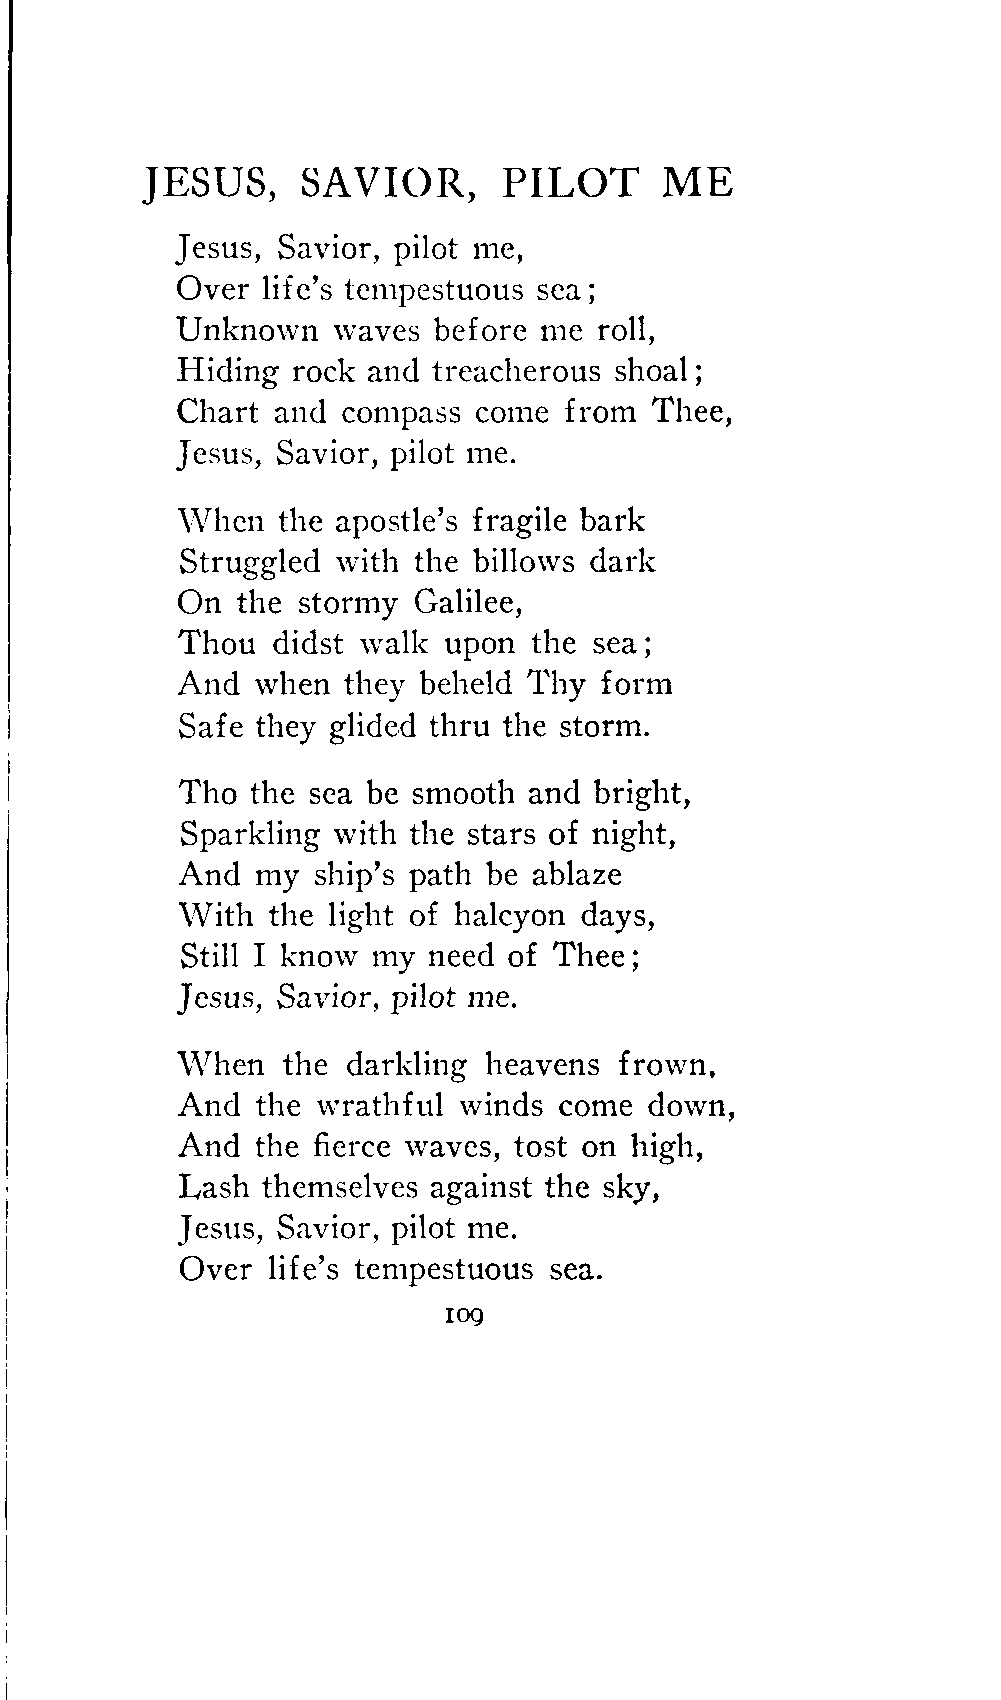 JESUS, SAVIOR, PILOT ME
Jesus, Savior, pilot me,
Over life's tempestuous sea;
Unknown waves before me roll,
Hiding rock and treacherous shoal;
Chart and compass come from Thee,
Jesus, Savior, pilot me.
When the apostle's fragile bark
Struggled with the billows dark
On the stormy Galilee,
Thou didst walk upon the sea;
And when they beheld Thy form
Safe they glided thru the storm.
Tho the sea be smooth and bright,
Sparkling with the stars of night,
And my ship's path be ablaze
With the light of halcyon days,
Still I know my need of Thee;
Jesus, Savior, pilot me.
When the darkling heavens frown,
And the wrathful winds come down,
And the fierce waves, tost on high,
Lash themselves against the sky,
Jesus, Savior, pilot me.
Over life's tempestuous sea.
109